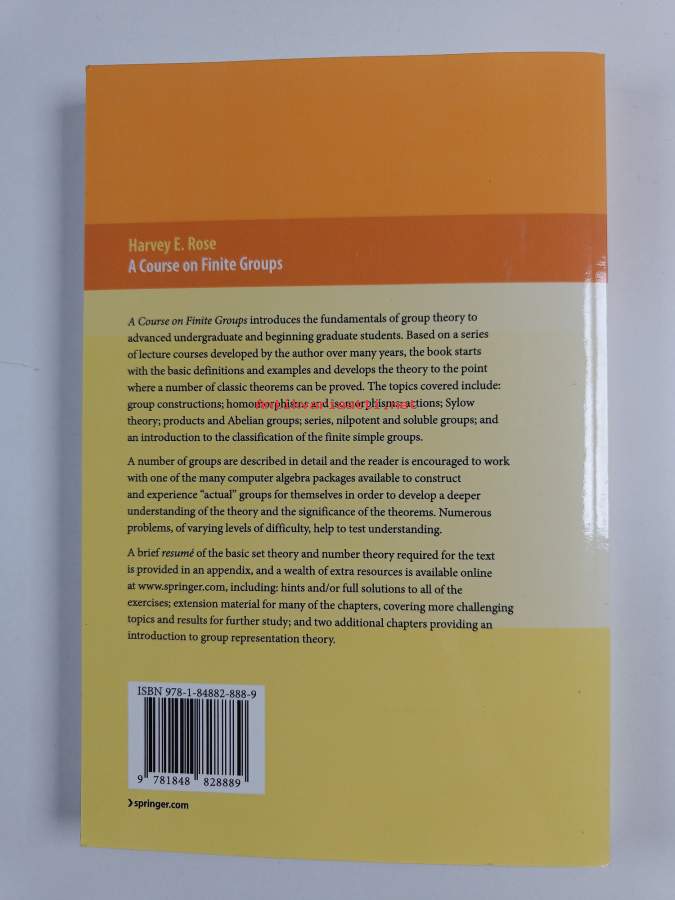 Harvey E. Rose
A Course on Finite Groups
A Course on Finite Groups introduces the fundamentals of group theory to
advanced undergraduate and beginning graduate students. Based on a series
of lecture courses developed by the author over many years, the book starts
with the basic definitions and examples and develops the theory to the point
where a number of classic theorems can be proved. The topics covered include:
group constructions; homomorphisms and isomorphisms; actions; Sylow
Antikvariaatti.net
theory; products and Abelian groups; series, nilpotent and soluble groups; and
an introduction to the classification of the finite simple groups.
A number of groups are described in detail and the reader is encouraged to work
with one of the many computer algebra packages available to construct
and experience “actual” groups for themselves in order to develop a deeper
understanding of the theory and the significance of the theorems. Numerous
problems, of varying levels of difficulty, help to test understanding.
A brief resumé of the basic set theory and number theory required for the text
is provided in an appendix, and a wealth of extra resources is available online
at www.springer.com, including: hints and/or full solutions to all of the
exercises; extension material for many of the chapters, covering more challenging
topics and results for further study; and two additional chapters providing an
introduction to group representation theory.
ISBN 978-1-84882-888-9
9 781848 828889
›springer.com